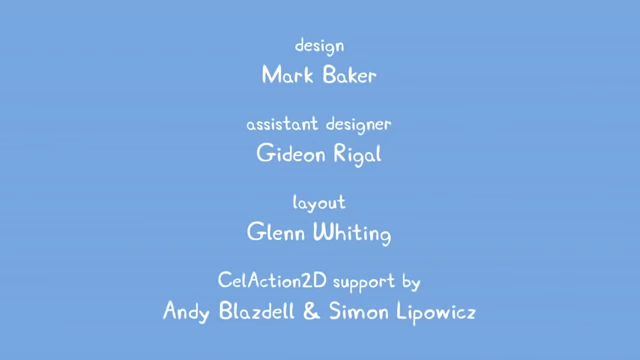 design
Mark Baker
assistant designer
Gideon Rigal
layout
Glenn Whiting
CelAction2D support by
Andy Blazdell & Simon Lipowicz